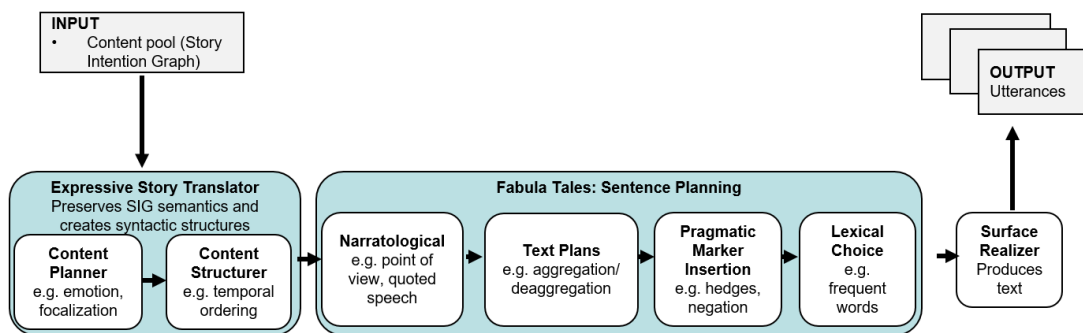 INPUT
• Content pool (Story
Intention Graph)
OUTPUT
Utterances
Expressive Story Translator
Preserves SIG semantics and
creates syntactic structures
Content
Planner
e.g. emotion,
focalization
Content
Structurer
e.g. temporal
ordering
Fabula Tales: Sentence Planning
Narratological
e.g. point of
view, quoted
speech
Text Plans
e.g. aggregation/
deaggregation
Pragmatic
Marker
Insertion
e.g. hedges,
negation
Lexical
Choice
e.g.
frequent
words
Surface
Realizer
Produces
text